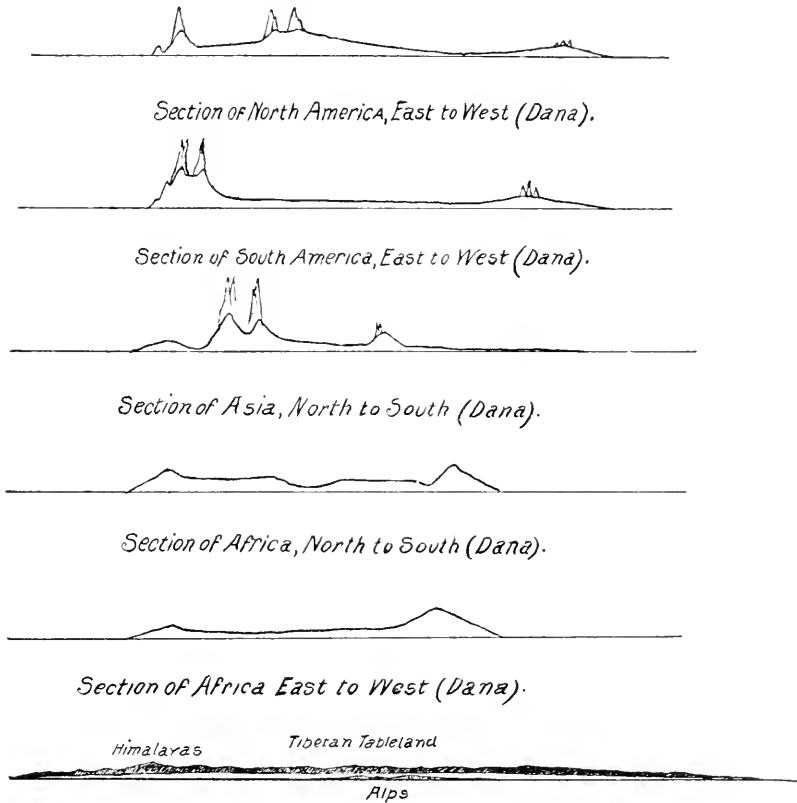 Section of North America, East to West (Dana).
Section of South America, East to West (Dana).
Section of Asia, North to South (Dana).
Section of Africa, North to South (Dana).
Section of Africa East to West (Dana).
Himalayas Tibetan Tableland
Alps